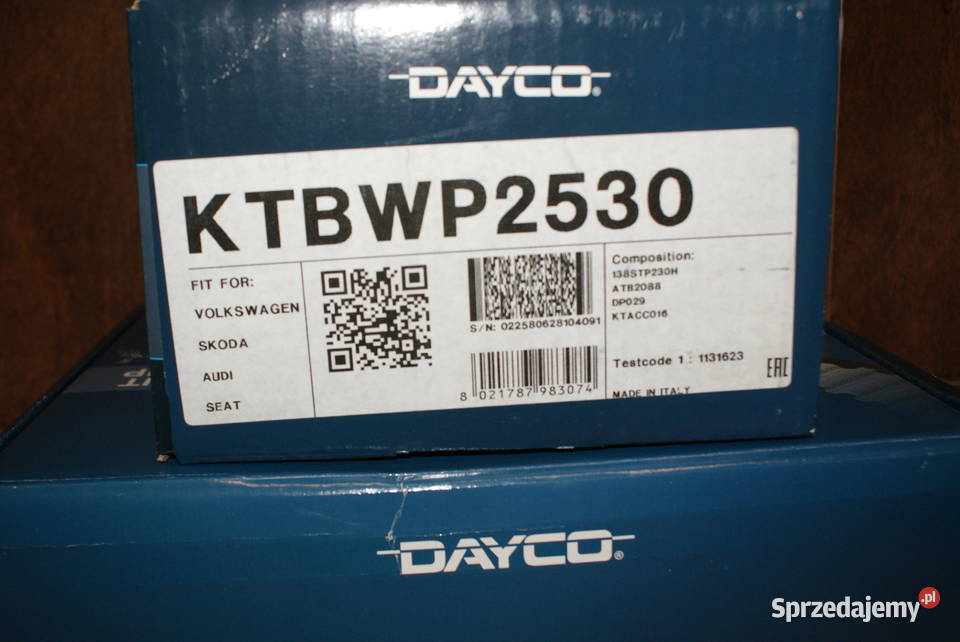 DAYCO®
KTBWP2530
FIT FOR:
VOLKSWAGEN
SKODA
AUDI
SEAT
S/N: 022580628104091
8 021787 983074
Composition:
138STP230H
ATB2088
DP029
KTACC016
Testcode 1 : 1131623
MADE IN ITALY
EAC
DAYCO®
Sprzedajemy.pl